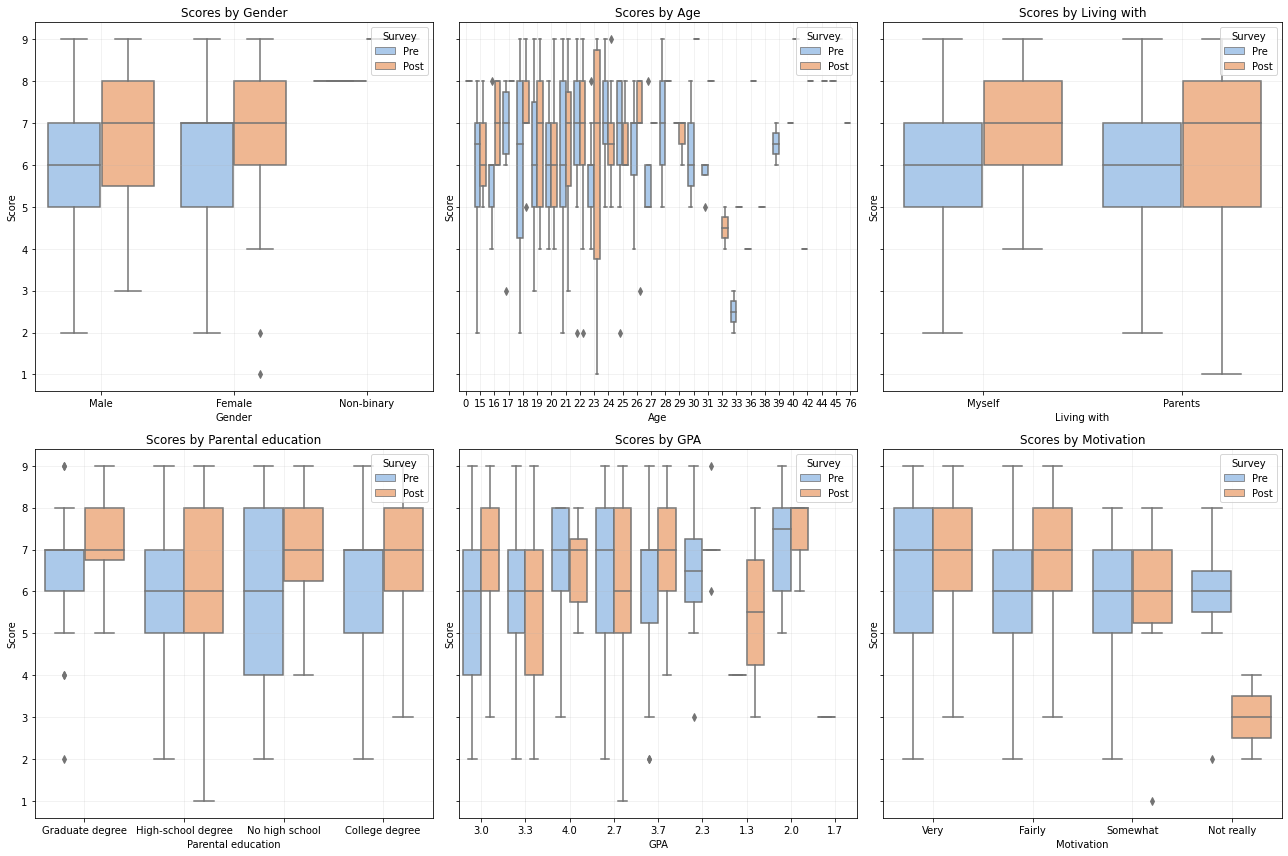 Scores by Gender
Survey
Pre
Post
9
8
7
6
5
4
3
2
1
Score
Male Female Non-binary
Gender
Scores by Age
Survey
Pre
Post
Score
0 15 16 17 18 19 20 21 22 23 24 25 26 27 28 29 30 31 32 33 36 38 39 40 42 44 45 76
Age
Scores by Living with
Survey
Pre
Post
Score
Myself Parents
Living with
Scores by Parental education
Survey
Pre
Post
9
8
7
6
5
4
3
2
1
Score
Graduate degree High-school degree No high school College degree
Parental education
Scores by GPA
Survey
Pre
Post
Score
3.0 3.3 4.0 2.7 3.7 2.3 1.3 2.0 1.7
GPA
Scores by Motivation
Survey
Pre
Post
Score
Very Fairly Somewhat Not really
Motivation